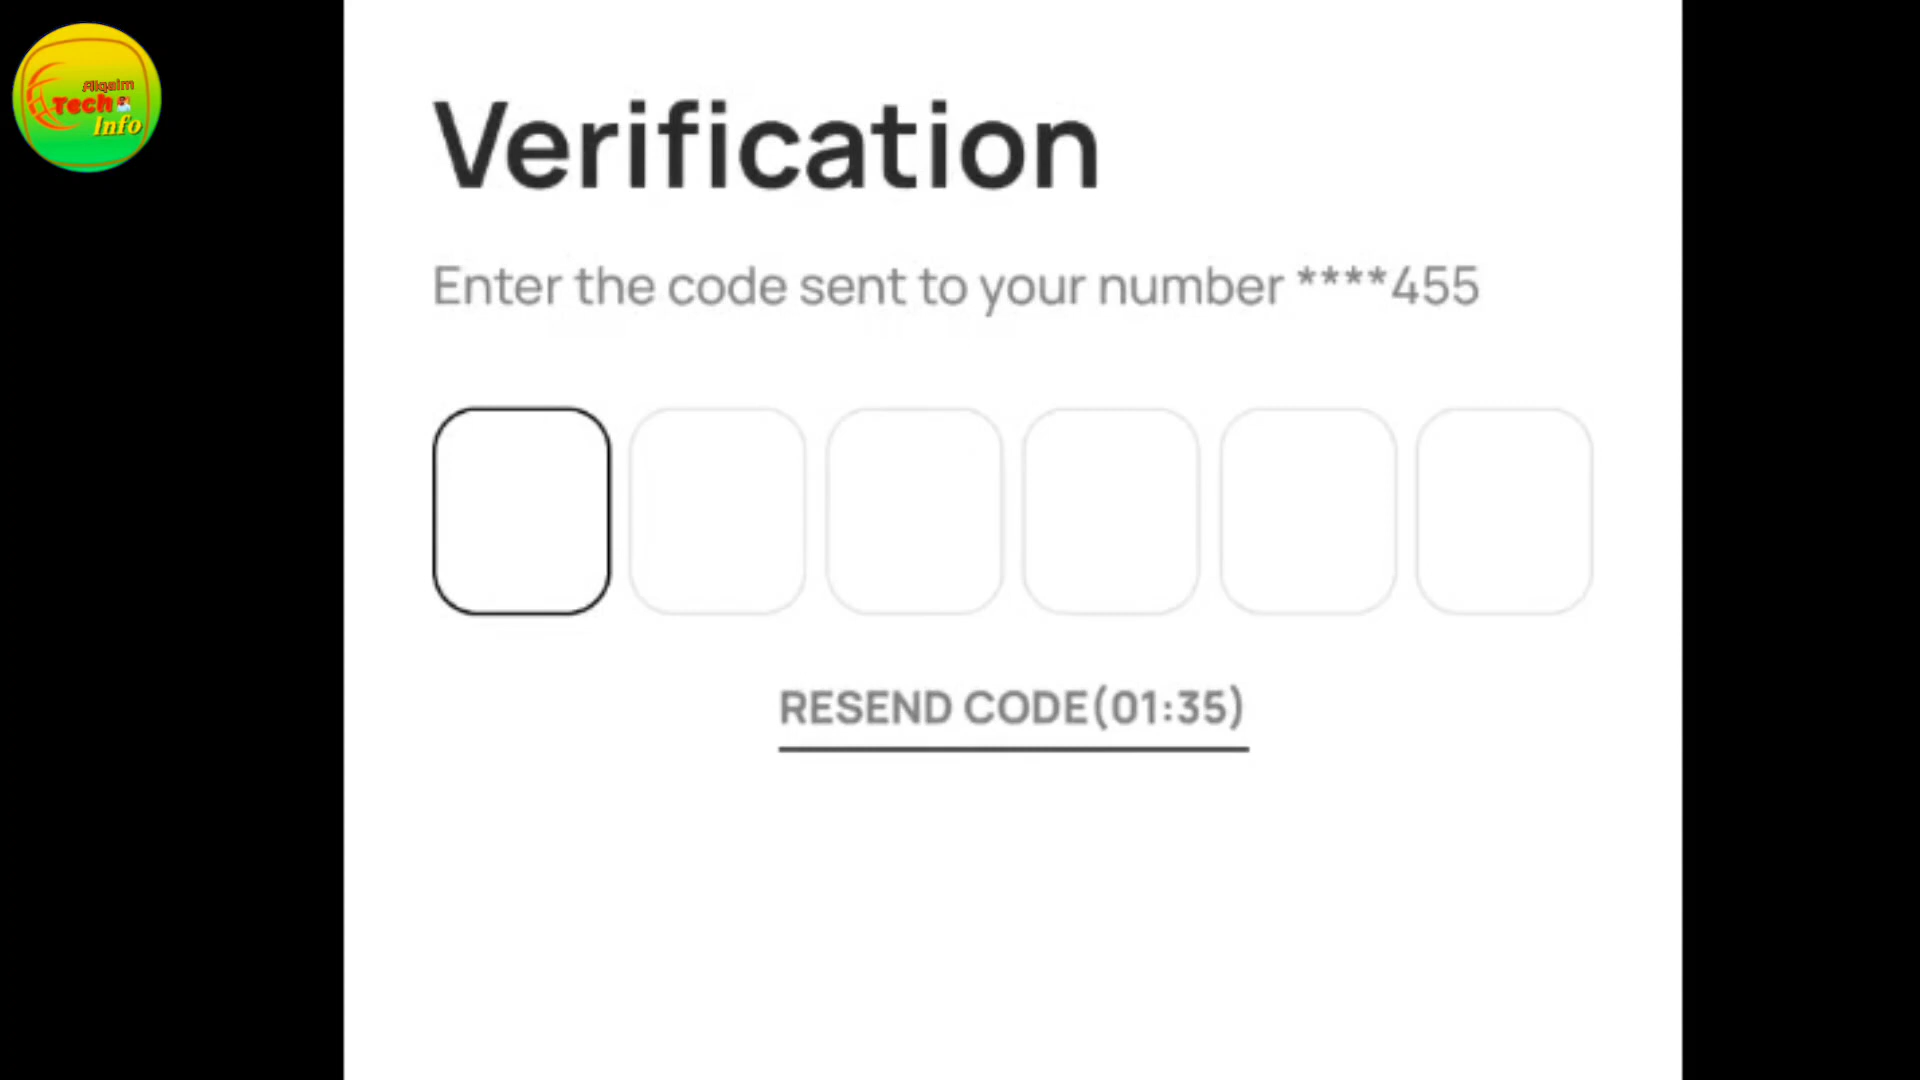 Alqaim
Tech
Info
Verification
Enter the code sent to your number ****455
RESEND CODE(01:35)